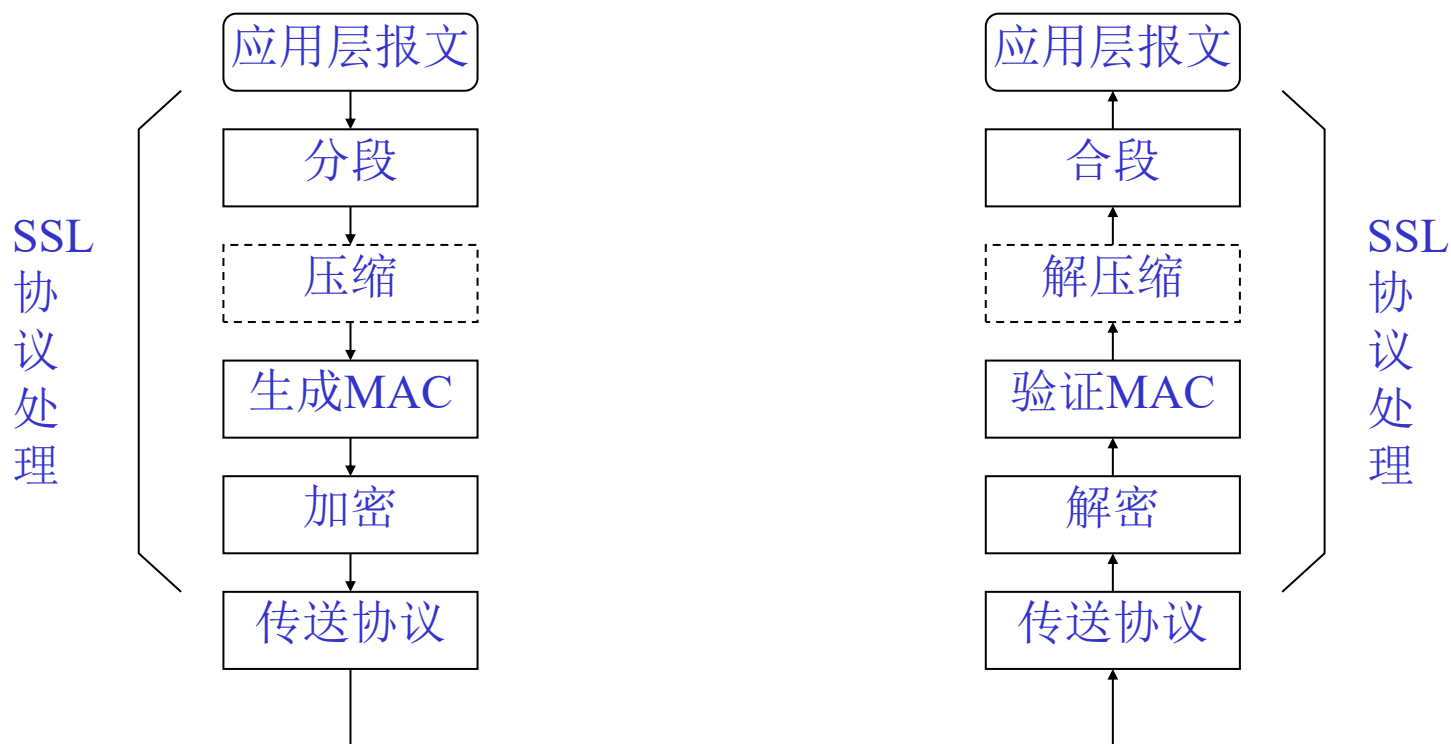 应用层报文
分段
压缩
生成MAC
加密
传送协议
SSL
协
议
处
理
应用层报文
合段
解压缩
验证MAC
解密
传送协议
SSL
协
议
处
理